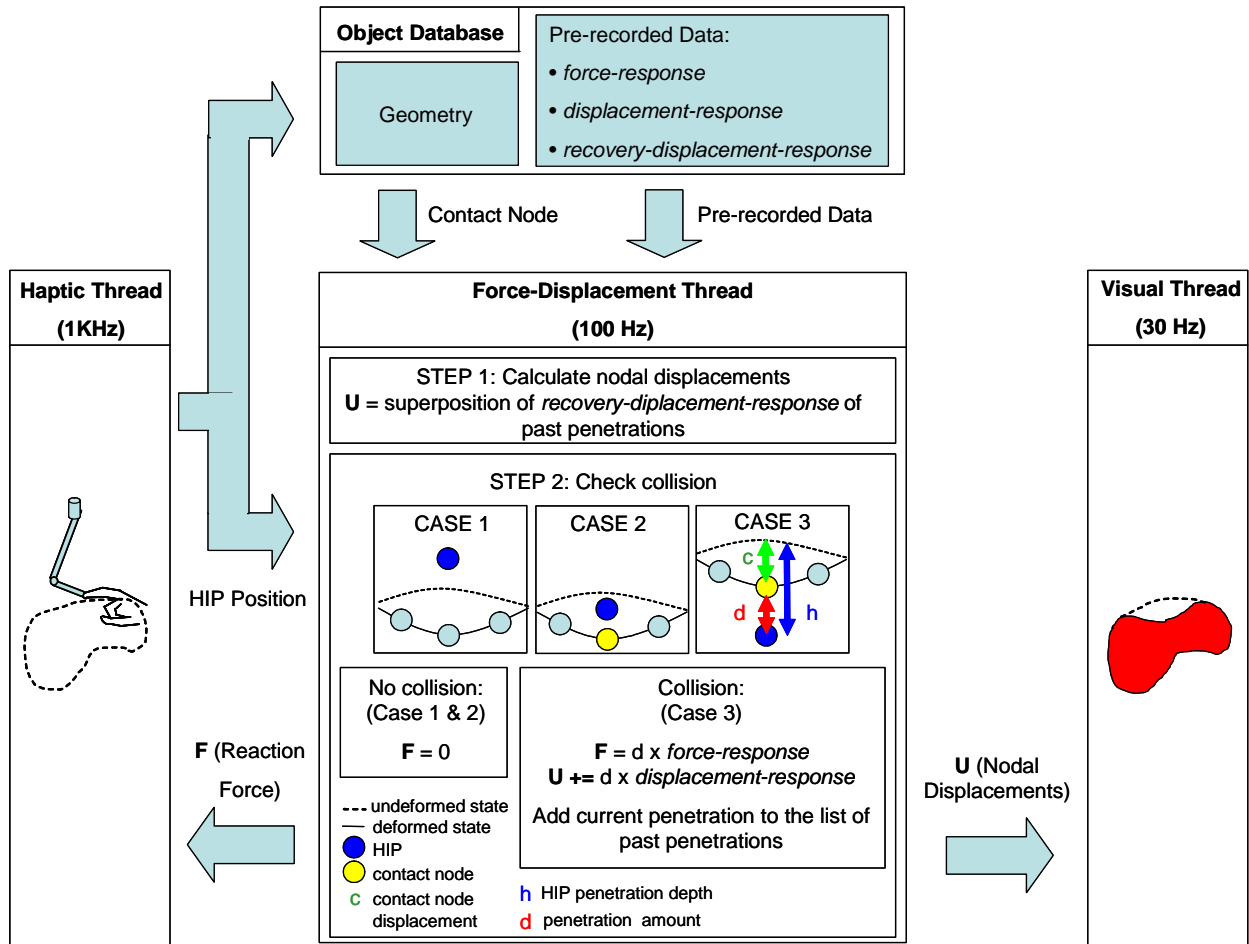 Object Database
Geometry
Pre-recorded Data:
• force-response
• displacement-response
• recovery-displacement-response
Contact Node
Pre-recorded Data
Haptic Thread
(1KHz)
HIP Position
F (Reaction
Force)
Force-Displacement Thread
(100 Hz)
STEP 1: Calculate nodal displacements
U = superposition of recovery-diplacement-response of
past penetrations
STEP 2: Check collision
CASE 1
CASE 2
CASE 3
c
d
h
No collision:
(Case 1 & 2)
F = 0
Collision:
(Case 3)
F = d x force-response
U += d x displacement-response
Add current penetration to the list of
past penetrations
undeformed state
deformed state
HIP
contact node
c contact node
displacement
h HIP penetration depth
d penetration amount
U (Nodal
Displacements)
Visual Thread
(30 Hz)